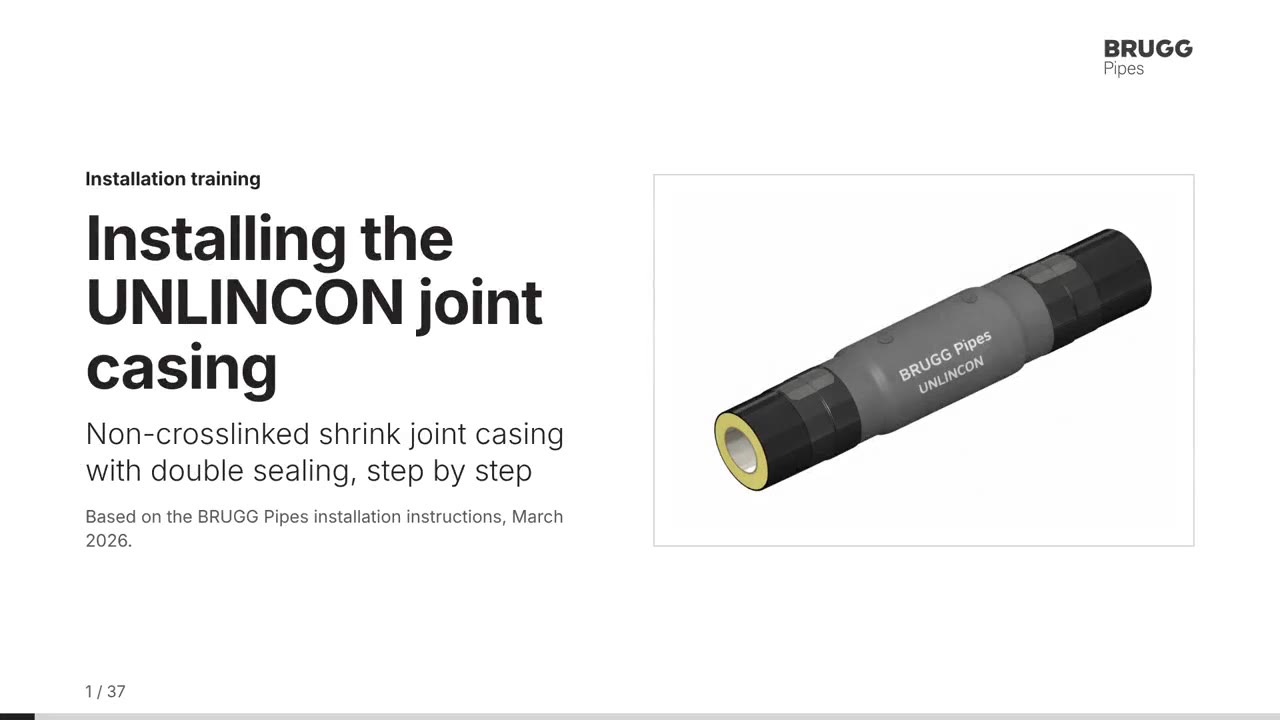 BRUGG
Pipes
Installation training
Installing the
UNLINCON joint
casing
Non-crosslinked shrink joint casing
with double sealing, step by step
Based on the BRUGG Pipes installation instructions, March
2026.
BRUGG Pipes
UNLINCON
1 / 37